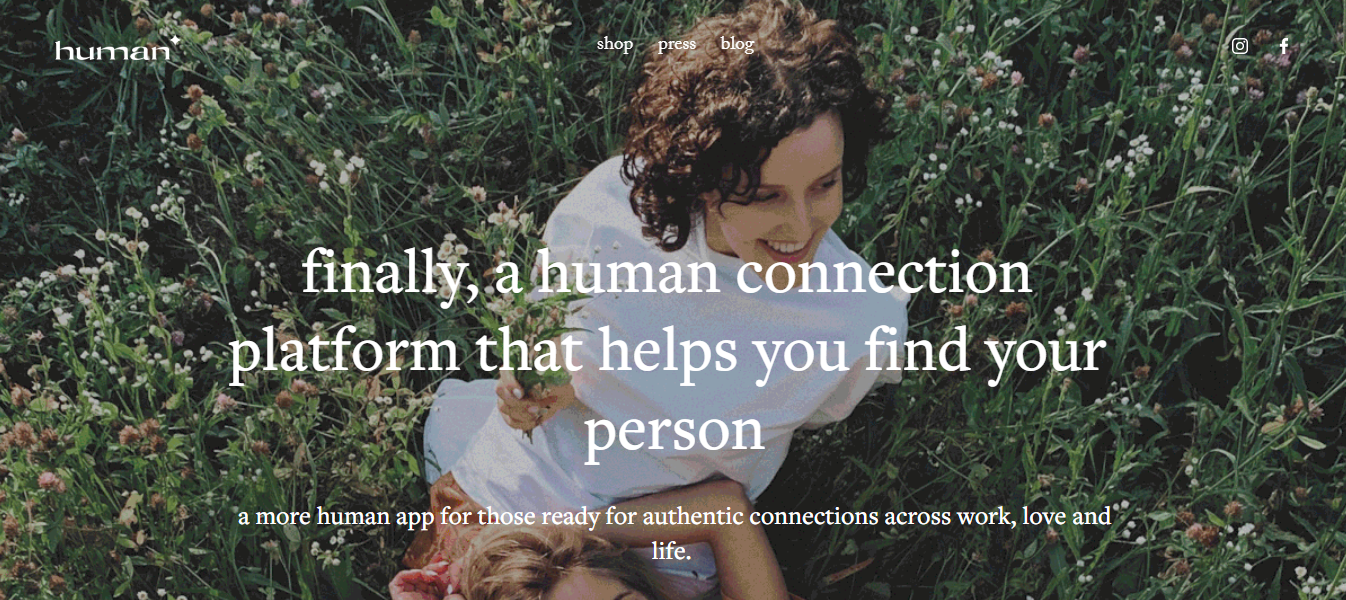 human
shop press blog
finally, a human connection
platform that helps you find your
person
a more human app for those ready for authentic connections across work, love and
life.